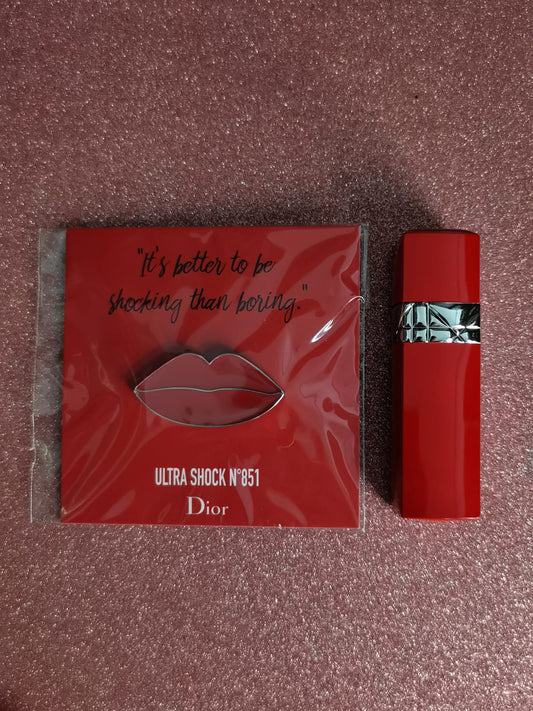 "It's better to be
shocking than boring."
ULTRA SHOCK N°851
Dior